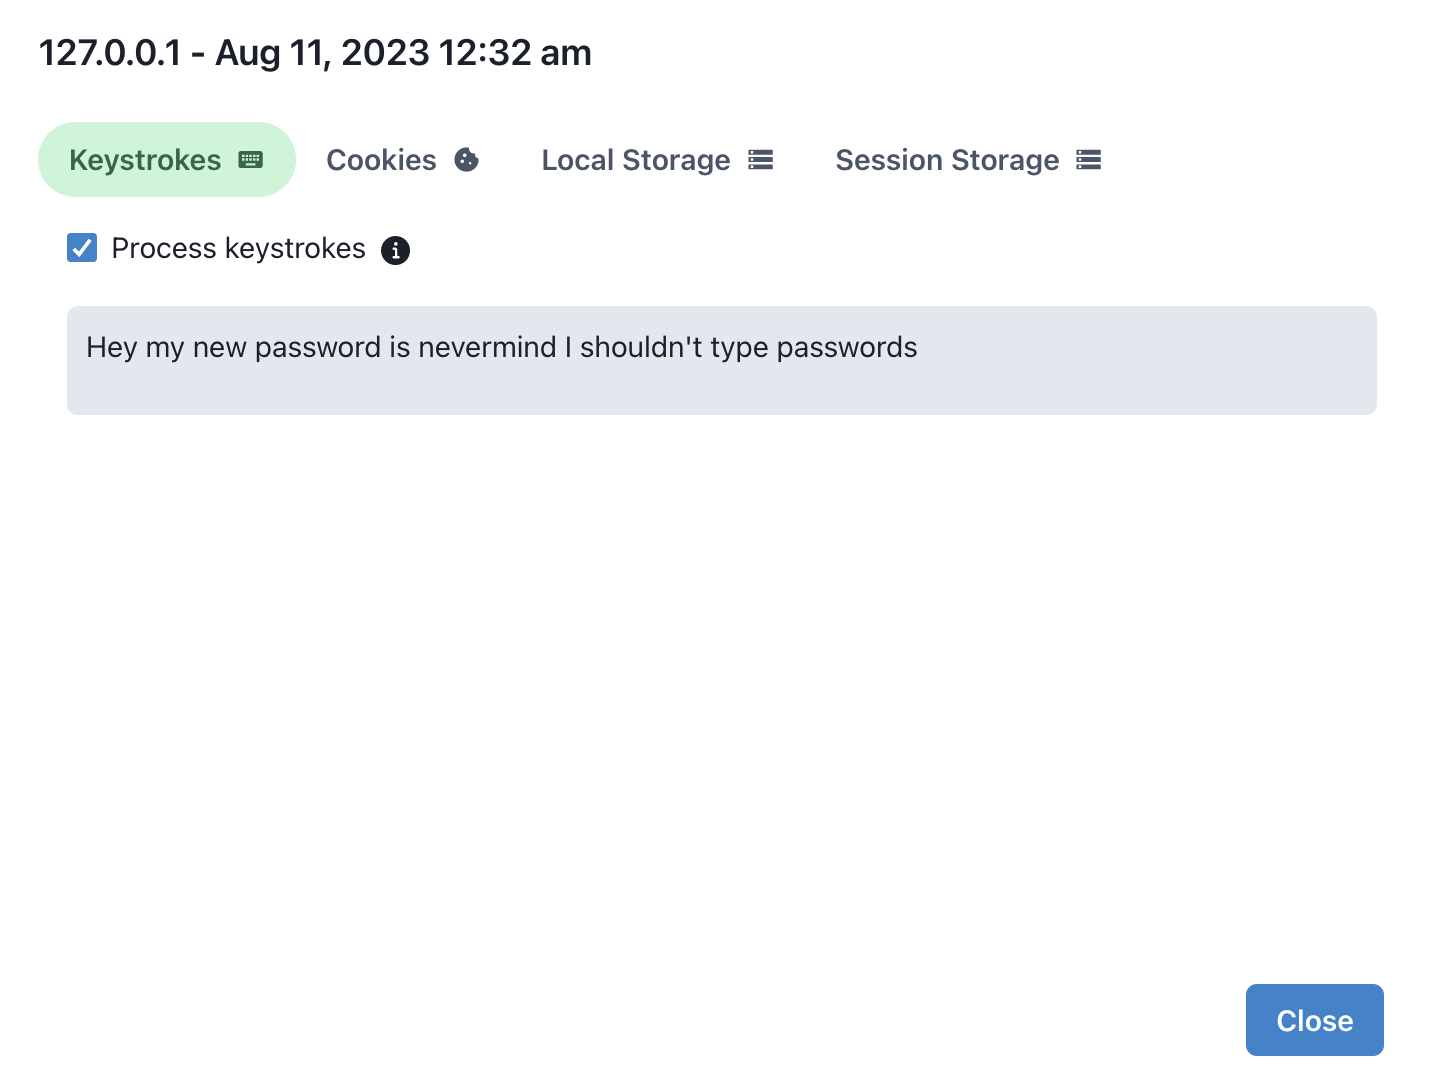 127.0.0.1 - Aug 11, 2023 12:32 am
Keystrokes Cookies Local Storage Session Storage
Process keystrokes
Hey my new password is nevermind I shouldn't type passwords
Close